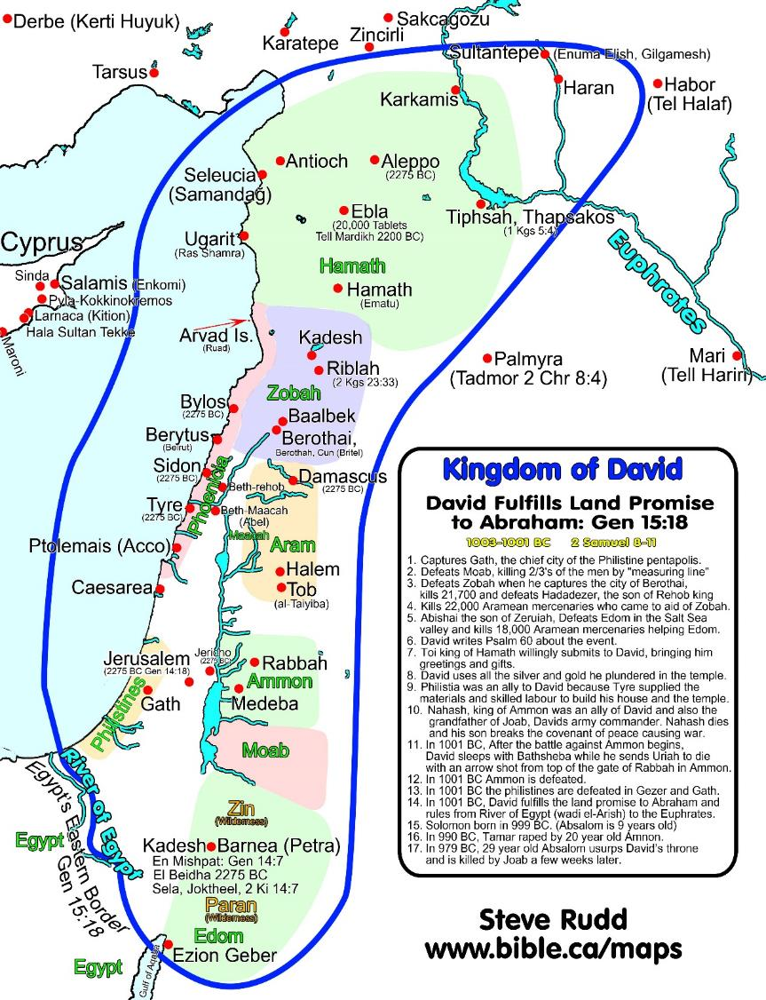 Derbe (Kerti Huyuk)
Karatepe
Zincirli
Sakcagozu
Tarsus
Sultantepe (Enuma Elish, Gilgamesh)
Karkamis
Haran
Habor
(Tel Halaf)
Antioch
Aleppo
(2275 BC)
Seleucia
(Samandag)
Ebla
(20,000 Tablets
Tell Mardikh 2200 BC)
Tiphsah, Thapsakos
(1 Kgs 5:4)
Ugarit
(Ras Shamra)
Cyprus
Hamath
Euphrates
Sinda
Salamis (Enkomi)
Pyla-Kokkinokremos
Larnaca (Kition)
Hala Sultan Tekke
Maroni
Hamath
(Ematu)
Arvad Is.
(Ruad)
Kadesh
Riblah
(2 Kgs 23:33)
Palmyra
(Tadmor 2 Chr 8:4)
Mari
(Tell Hariri)
Zobah
Bylos
(2275 BC)
Baalbek
Berothai,
Berothah, Cun (Britel)
Berytus
(Beirut)
Sidon
(2275 BC)
Phoenicia
Damascus
(2275 BC)
Beth-rehob
Tyre
(2275 BC)
Beth-Maacah
(Abel)
Maacah
Aram
Ptolemais (Acco)
Halem
Tob
(al-Taiyiba)
Caesarea
Jerusalem
(2275 BC Gen 14:18)
Jericho
(2275 BC)
Rabbah
Ammon
Gath
Medeba
Philistines
Moab
River of Egypt
Egypt's Eastern Border
Gen 15:18
Zin
(Wilderness)
Egypt
Kadesh Barnea (Petra)
En Mishpat: Gen 14:7
El Beidha 2275 BC
Sela, Joktheel, 2 Ki 14:7
Paran
(Wilderness)
Edom
Ezion Geber
Egypt
Gulf of Aqaba
Kingdom of David
David Fulfills Land Promise
to Abraham: Gen 15:18
1003-1001 BC 2 Samuel 8-11
1. Captures Gath, the chief city of the Philistine pentapolis.
2. Defeats Moab, killing 2/3's of the men by "measuring line"
3. Defeats Zobah when he captures the city of Berothai,
kills 21,700 and defeats Hadadezer, the son of Rehob king
4. Kills 22,000 Aramean mercenaries who came to aid of Zobah.
5. Abishai the son of Zeruiah, Defeats Edom in the Salt Sea
valley and kills 18,000 Aramean mercenaries helping Edom.
6. David writes Psalm 60 about the event.
7. Toi king of Hamath willingly submits to David, bringing him
greetings and gifts.
8. David uses all the silver and gold he plundered in the temple.
9. Philistia was an ally to David because Tyre supplied the
materials and skilled labour to build his house and the temple.
10. Nahash, king of Ammon was an ally of David and also the
grandfather of Joab, Davids army commander. Nahash dies
and his son breaks the covenant of peace causing war.
11. In 1001 BC, After the battle against Ammon begins,
David sleeps with Bathsheba while he sends Uriah to die
with an arrow shot from top of the gate of Rabbah in Ammon.
12. In 1001 BC Ammon is defeated.
13. In 1001 BC the philistines are defeated in Gezer and Gath.
14. In 1001 BC, David fulfills the land promise to Abraham and
rules from River of Egypt (wadi el-Arish) to the Euphrates.
15. Solomon born in 999 BC. (Absalom is 9 years old)
16. In 990 BC, Tamar raped by 20 year old Amnon.
17. In 979 BC, 29 year old Absalom usurps David's throne
and is killed by Joab a few weeks later.
Steve Rudd
www.bible.ca/maps